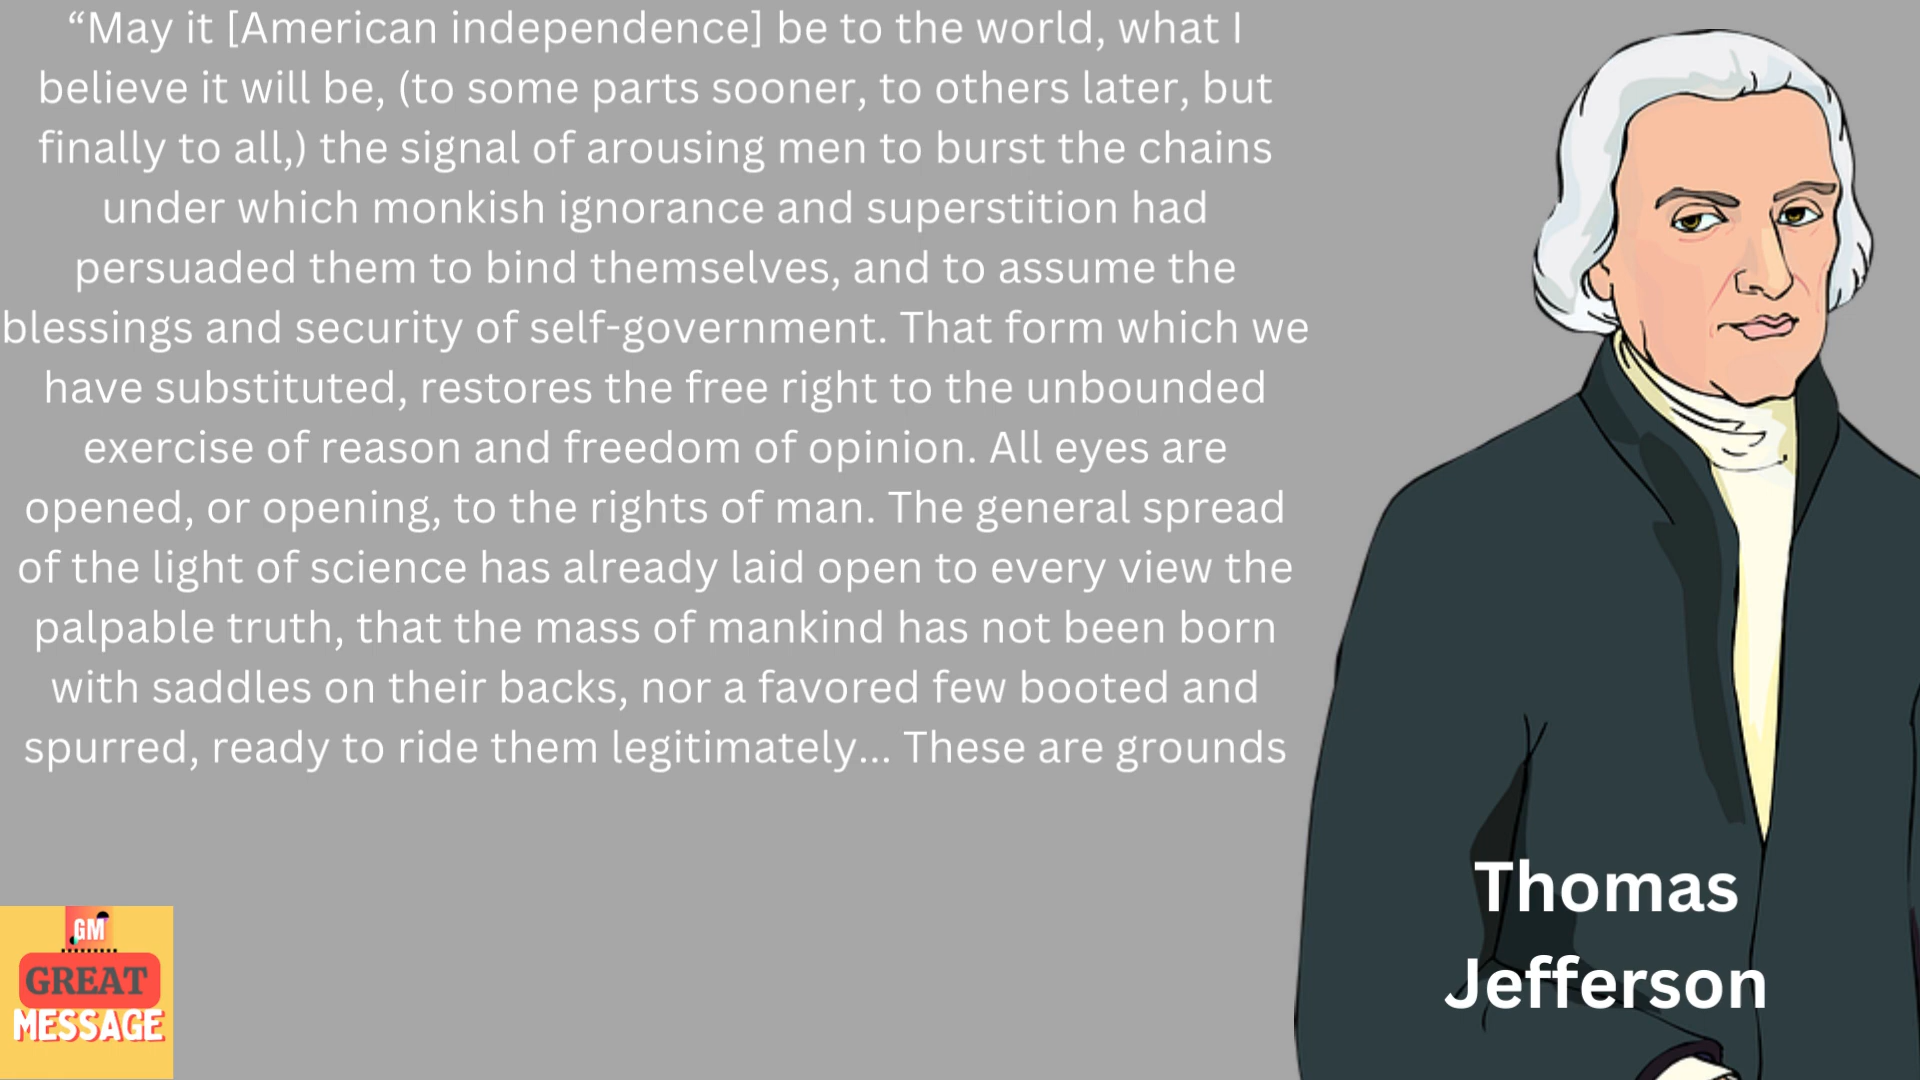 “May it [American independence] be to the world, what I
believe it will be, (to some parts sooner, to others later, but
finally to all,) the signal of arousing men to burst the chains
under which monkish ignorance and superstition had
persuaded them to bind themselves, and to assume the
blessings and security of self-government. That form which we
have substituted, restores the free right to the unbounded
exercise of reason and freedom of opinion. All eyes are
opened, or opening, to the rights of man. The general spread
of the light of science has already laid open to every view the
palpable truth, that the mass of mankind has not been born
with saddles on their backs, nor a favored few booted and
spurred, ready to ride them legitimately... These are grounds
Thomas
Jefferson
GM
GREAT
MESSAGE